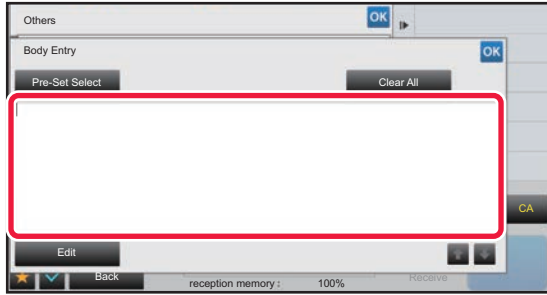 Others OK
Body Entry OK
Pre-Set Select Clear All
CA
Edit
Back Receive
reception memory : 100%